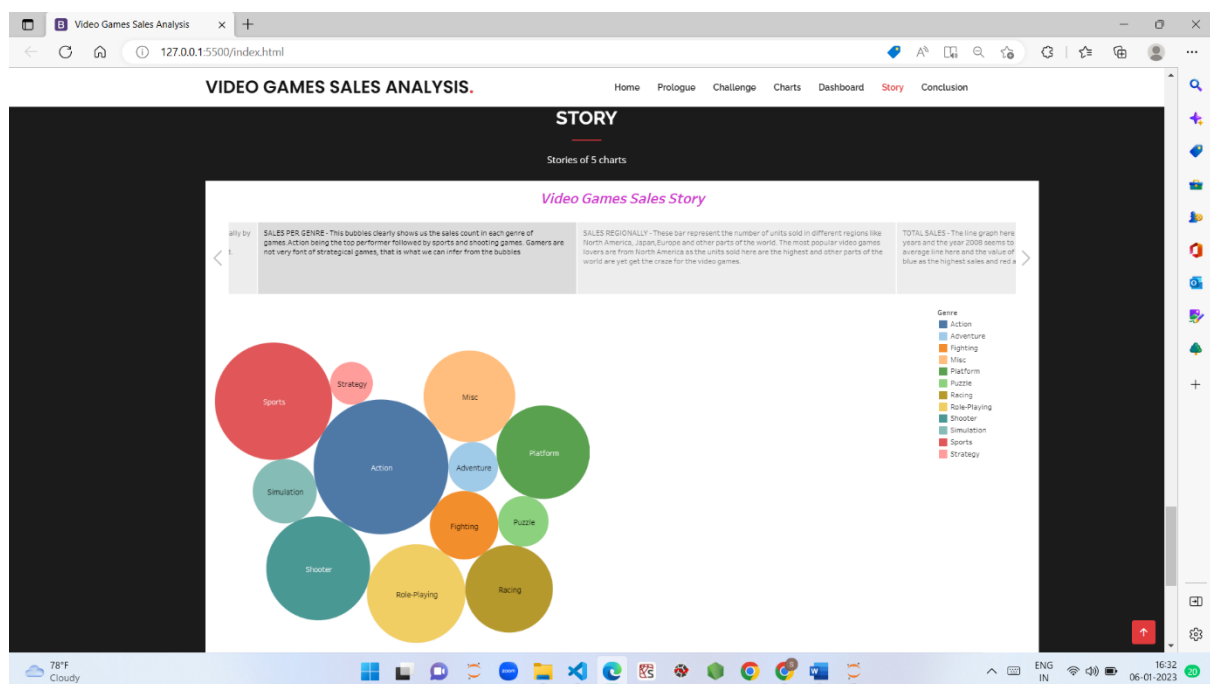 Video Games Sales Analysis
127.0.0.1:5500/index.html
VIDEO GAMES SALES ANALYSIS.
Home Prologue Challenge Charts Dashboard Story Conclusion
STORY
Stories of 5 charts
Video Games Sales Story
ally by
SALES PER GENRE - This bubbles clearly shows us the sales count in each genre of
games.Action being the top performer followed by sports and shooting games. Gamers are
not very font of strategical games, that is what we can infer from the bubbles
SALES REGIONALLY - These bar represent the number of units sold in different regions like
North America, Japan,Europe and other parts of the world. The most popular video games
lovers are from North America as the units sold here are the highest and other parts of the
world are yet get the craze for the video games.
TOTAL SALES - The line graph here
years and the year 2008 seems to
average line here and the value of
blue as the highest sales and red a
Genre
Action
Adventure
Fighting
Misc
Platform
Puzzle
Racing
Role-Playing
Shooter
Simulation
Sports
Strategy
Sports
Strategy
Misc
Action
Adventure
Platform
Simulation
Fighting
Puzzle
Shooter
Role-Playing
Racing
78°F
Cloudy
ENG
IN
16:32
06-01-2023
20